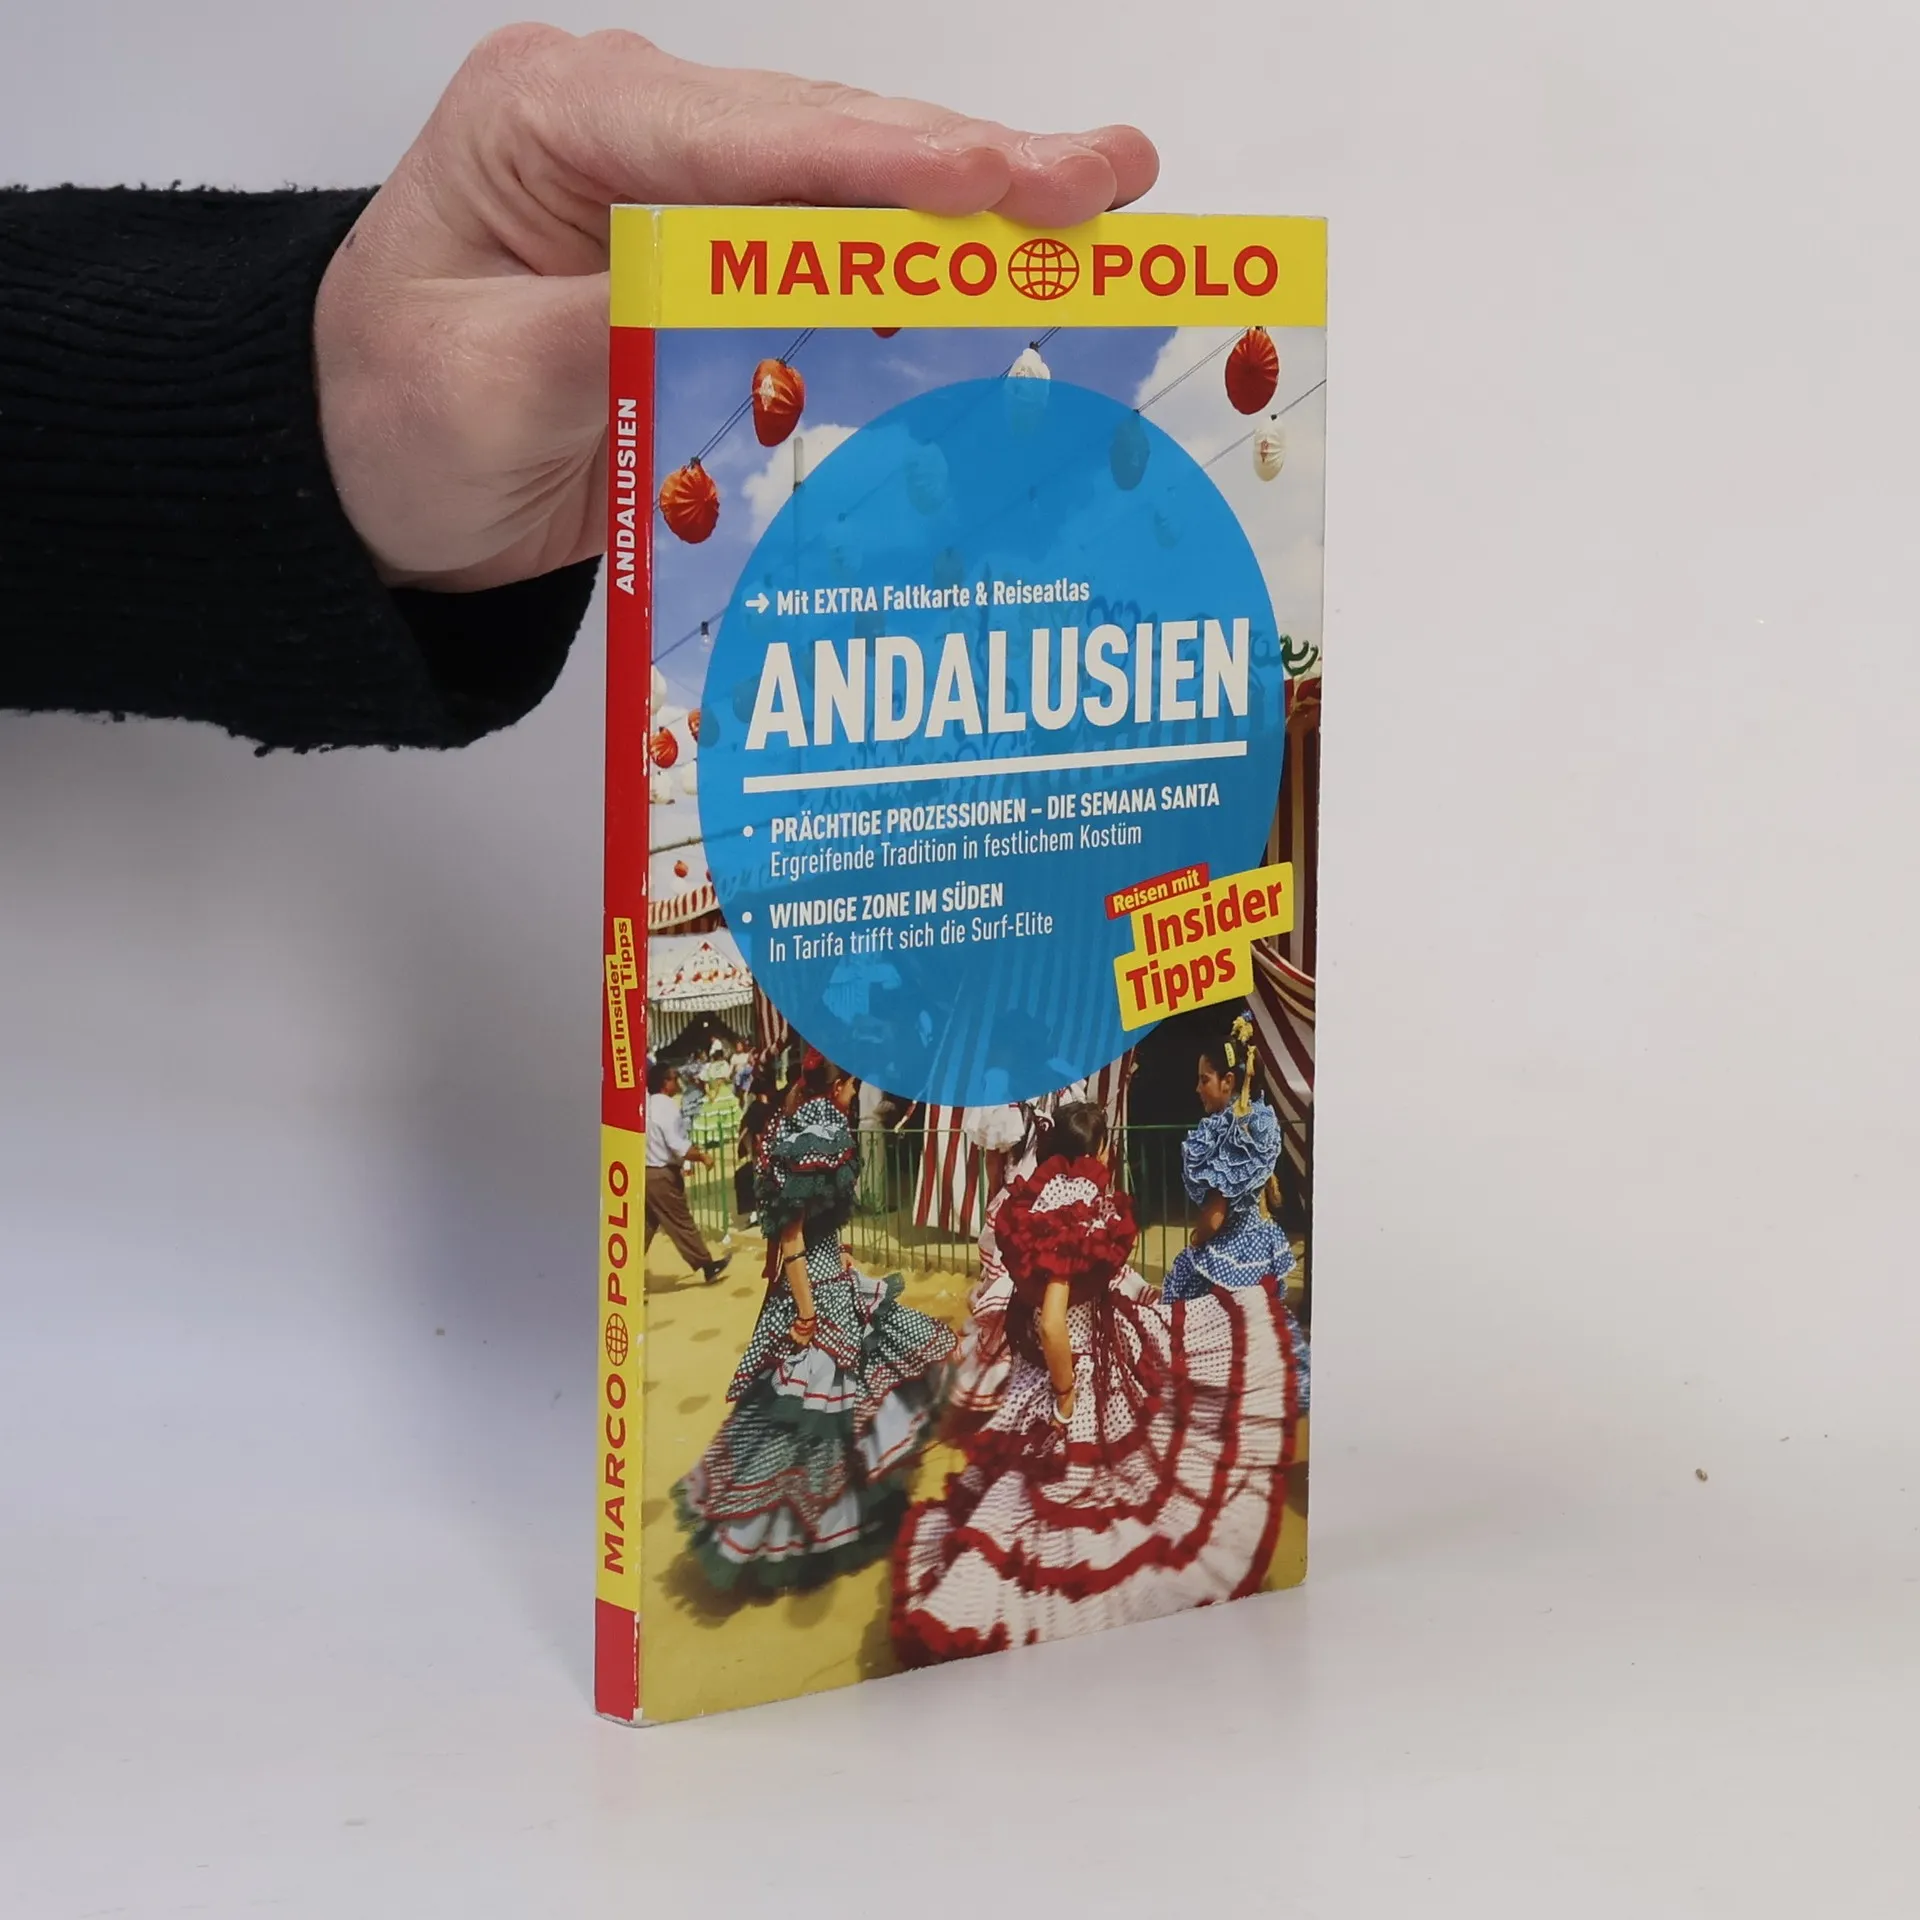 MARCO POLO
→ Mit EXTRA Faltkarte & Reiseatlas
ANDALUSIEN
• PRÄCHTIGE PROZESSIONEN – DIE SEMANA SANTA
Ergreifende Tradition in festlichem Kostüm
• WINDIGE ZONE IM SÜDEN
In Tarifa trifft sich die Surf-Elite
Reisen mit
Insider
Tipps
ANDALUSIEN
mit Insider
Tipps
MARCO POLO